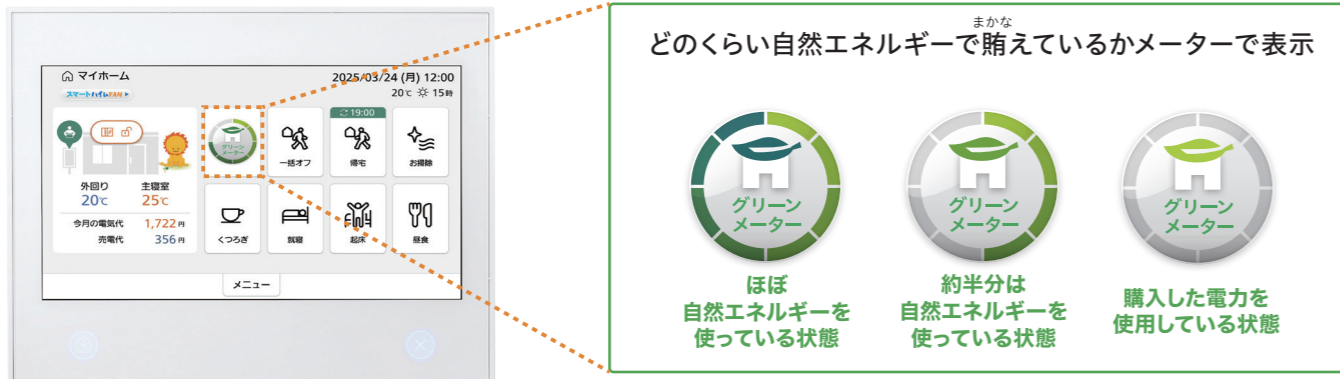 マイホーム
2025/03/24 (月) 12:00
スマートハイムFAN
20℃ 15時
グリーン
メーター
一括オフ
19:00
帰宅
お掃除
外回り
主寝室
20℃
25℃
今月の電気代 1,722円
売電代 356円
くつろぎ
就寝
起床
昼食
メニュー
まかな
どのくらい自然エネルギーで賄えているかメーターで表示
グリーン
メーター
グリーン
メーター
グリーン
メーター
ほぼ
自然エネルギーを
使っている状態
約半分は
自然エネルギーを
使っている状態
購入した電力を
使用している状態